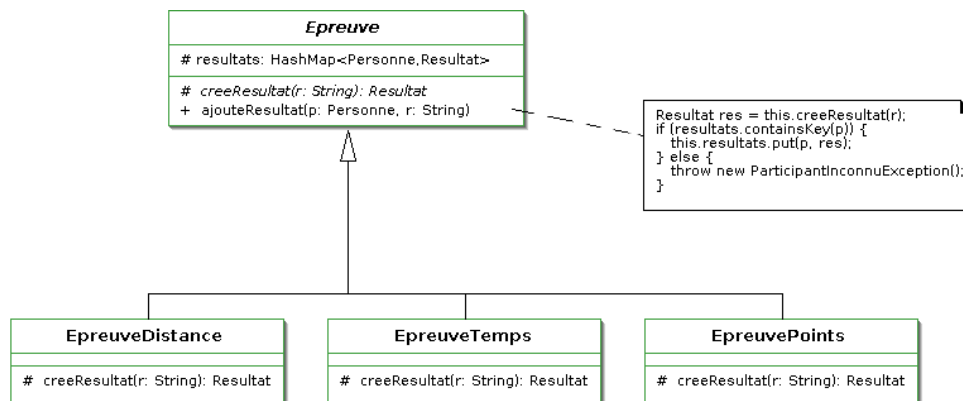 Epreuve
# resultats: HashMap<Personne,Resultat>
# creeResultat(r: String): Resultat
+ ajouteResultat(p: Personne, r: String)
Resultat res = this.creeResultat(r);
if (resultats.containsKey(p)) {
this.resultats.put(p, res);
} else {
throw new ParticipantInconnuException();
}
EpreuveDistance
# creeResultat(r: String): Resultat
EpreuveTemps
# creeResultat(r: String): Resultat
EpreuvePoints
# creeResultat(r: String): Resultat